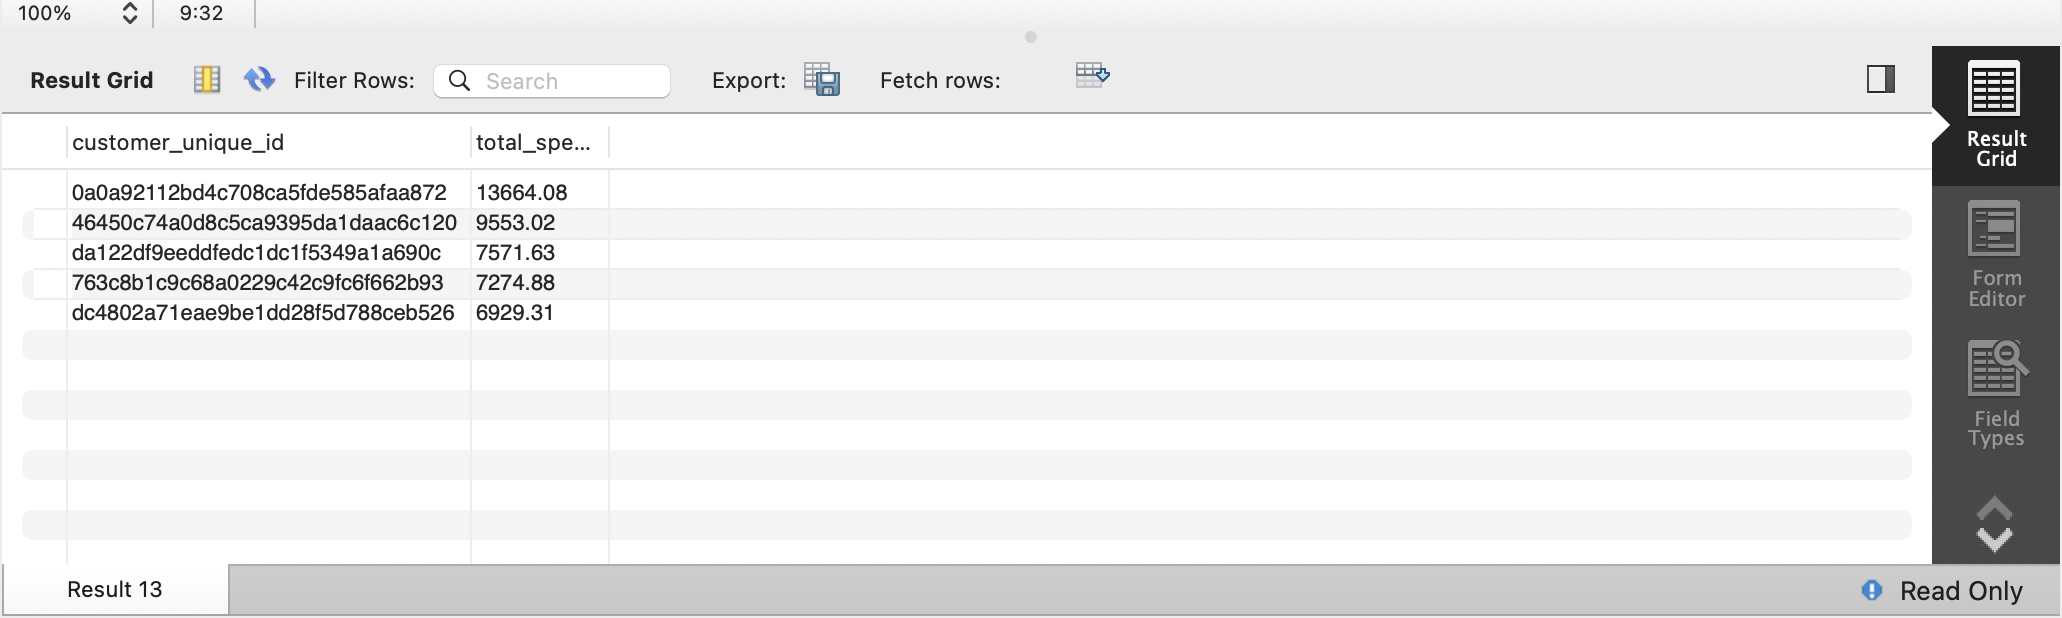 100% 9:32
Result Grid Filter Rows: Search Export: Fetch rows:
customer_unique_id total_spe...
0a0a92112bd4c708ca5fde585afaa872 13664.08
46450c74a0d8c5ca9395da1daac6c120 9553.02
da122df9eeddfedc1dc1f5349a1a690c 7571.63
763c8b1c9c68a0229c42c9fc6f662b93 7274.88
dc4802a71eae9be1dd28f5d788ceb526 6929.31
Result
Grid
Form
Editor
Field
Types
Result 13 Read Only